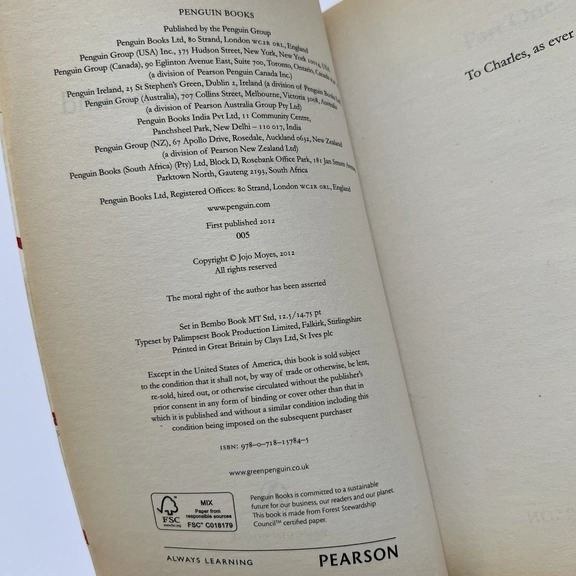 PENGUIN BOOKS
Published by the Penguin Group
Penguin Books Ltd, 80 Strand, London WC2R 0RL, England
Penguin Group (USA) Inc., 375 Hudson Street, New York, New York 10014, USA
Penguin Group (Canada), 90 Eglinton Avenue East, Suite 700, Toronto, Ontario, Canada
(a division of Pearson Penguin Canada Inc.)
Penguin Ireland, 25 St Stephen's Green, Dublin 2, Ireland (a division of Penguin Books Ltd)
Penguin Group (Australia), 707 Collins Street, Melbourne, Victoria 3008, Australia
(a division of Pearson Australia Group Pty Ltd)
Penguin Books India Pvt Ltd, 11 Community Centre,
Panchsheel Park, New Delhi – 110 017, India
Penguin Group (NZ), 67 Apollo Drive, Rosedale, Auckland 0632, New Zealand
(a division of Pearson New Zealand Ltd)
Penguin Books (South Africa) (Pty) Ltd, Block D, Rosebank Office Park, 181 Jan Smuts Avenue,
Parktown North, Gauteng 2193, South Africa
Penguin Books Ltd, Registered Offices: 80 Strand, London WC2R 0RL, England
www.penguin.com
First published 2012
005
Copyright © Jojo Moyes, 2012
All rights reserved
The moral right of the author has been asserted
Set in Bembo Book MT Std, 12.5/14.75 pt
Typeset by Palimpsest Book Production Limited, Falkirk, Stirlingshire
Printed in Great Britain by Clays Ltd, St Ives plc
Except in the United States of America, this book is sold subject
to the condition that it shall not, by way of trade or otherwise, be lent,
re-sold, hired out, or otherwise circulated without the publisher's
prior consent in any form of binding or cover other than that in
which it is published and without a similar condition including this
condition being imposed on the subsequent purchaser
ISBN: 978-0-718-15784-5
www.greenpenguin.co.uk
FSC
MIX
Paper from
responsible sources
FSC® C018179
Penguin Books is committed to a sustainable
future for our business, our readers and our planet.
This book is made from Forest Stewardship
Council™ certified paper.
ALWAYS LEARNING
PEARSON
To Charles, as ever